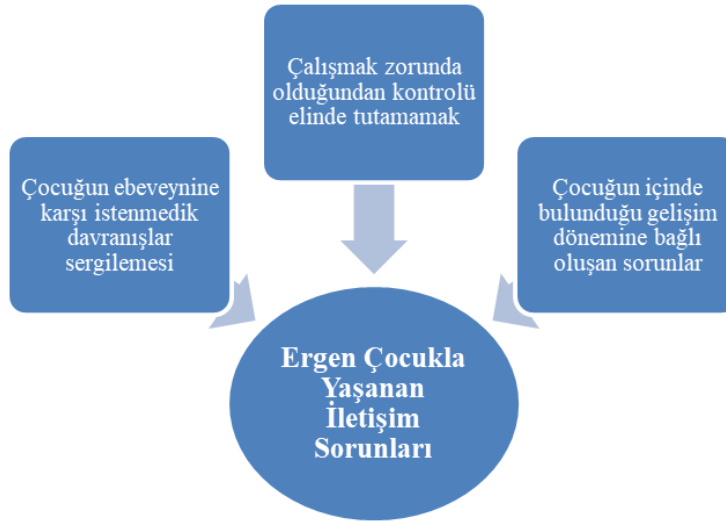 Çalışmak zorunda
olduğundan kontrolü
elinde tutamamak
Çocuğun ebeveynine
karşı istenmedik
davranışlar
sergilemesi
Çocuğun içinde
bulunduğu gelişim
dönemine bağlı
oluşan sorunlar
Ergen Çocukla
Yaşanan
İletişim
Sorunları